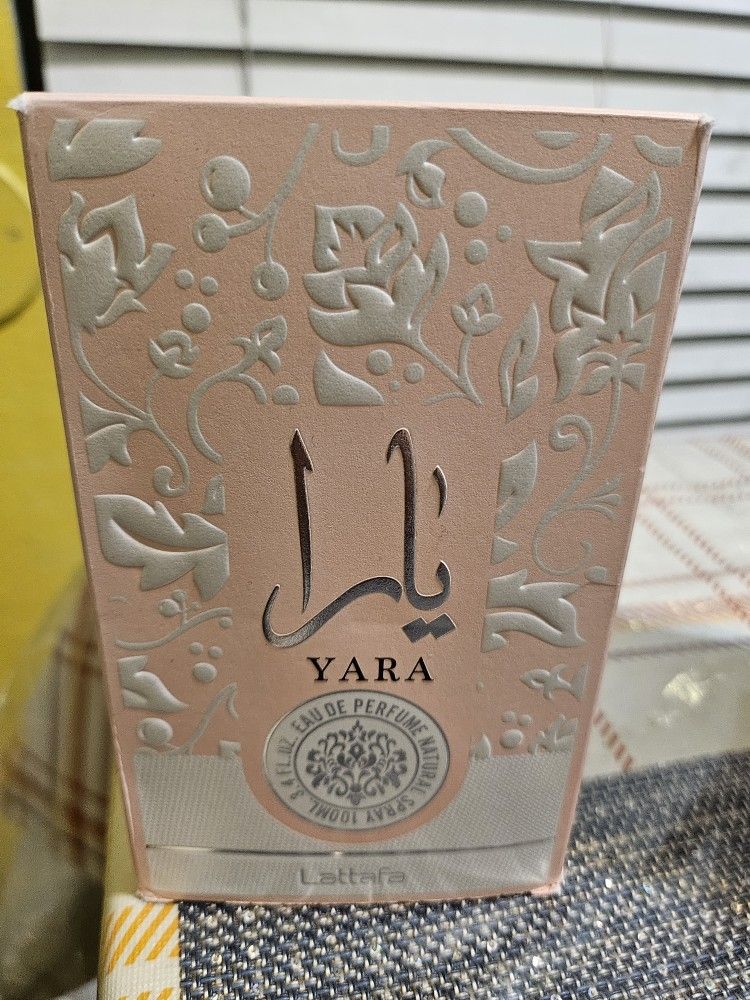 يارا
YARA
EAU DE PERFUME NATURAL SPRAY 100ML. 3.4 FL.OZ.
Lattafa